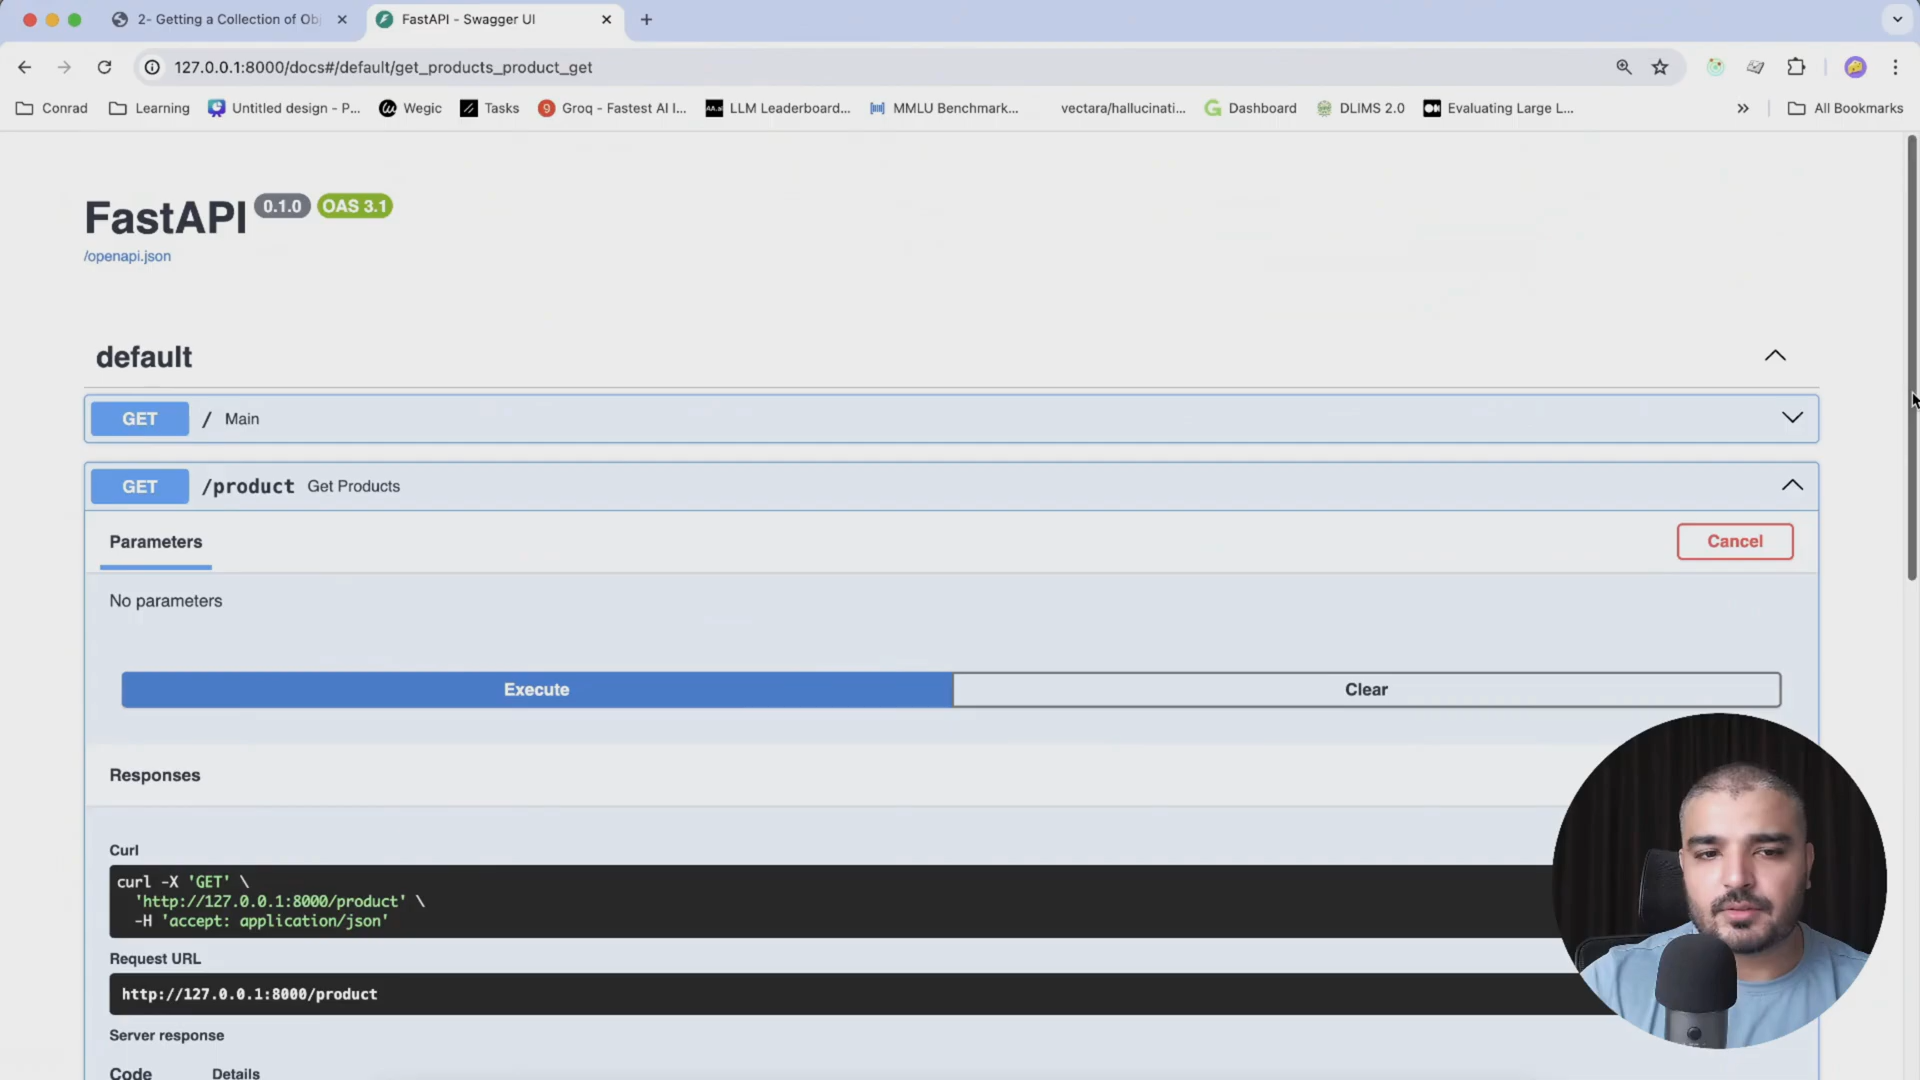 2- Getting a Collection of Ob
FastAPI - Swagger UI
127.0.0.1:8000/docs#/default/get_products_product_get
Conrad
Learning
Untitled design - P...
Wegic
Tasks
Groq - Fastest AI I...
LLM Leaderboard...
MMLU Benchmark...
vectara/hallucinati...
Dashboard
DLIMS 2.0
Evaluating Large L...
All Bookmarks
FastAPI 0.1.0 OAS 3.1
/openapi.json
default
GET / Main
GET /product Get Products
Parameters
Cancel
No parameters
Execute
Clear
Responses
Curl
curl -X 'GET' \
'http://127.0.0.1:8000/product' \
-H 'accept: application/json'
Request URL
http://127.0.0.1:8000/product
Server response
Code Details